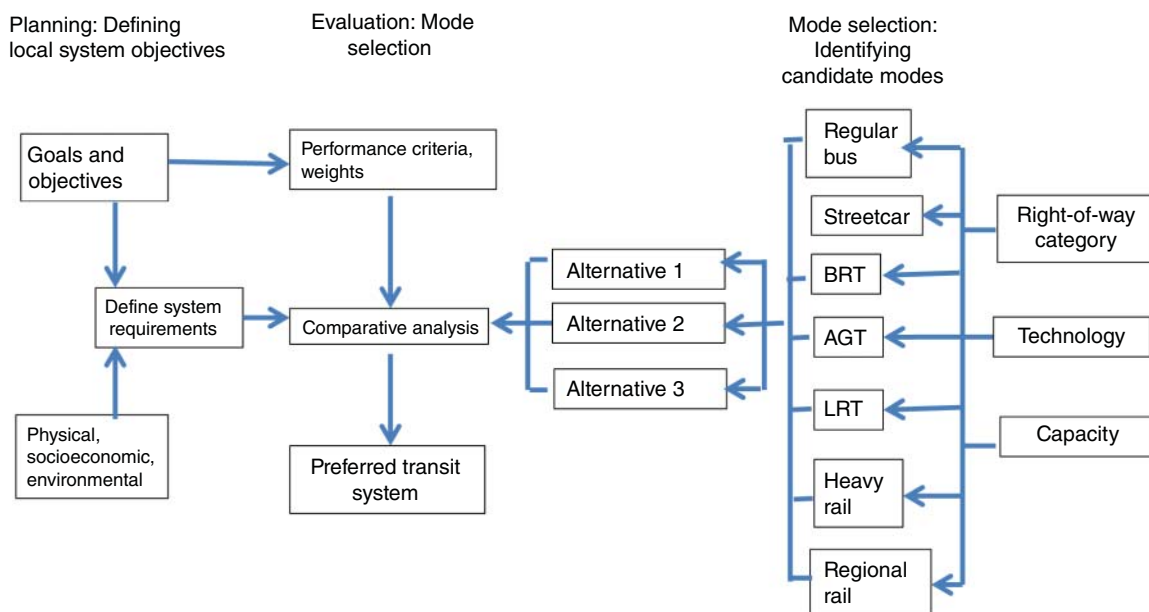 Planning: Defining
local system objectives
Evaluation: Mode
selection
Mode selection:
Identifying
candidate modes
Goals and
objectives
Performance criteria,
weights
Define system
requirements
Comparative analysis
Physical,
socioeconomic,
environmental
Preferred transit
system
Alternative 1
Alternative 2
Alternative 3
Regular
bus
Streetcar
BRT
AGT
LRT
Heavy
rail
Regional
rail
Right-of-way
category
Technology
Capacity